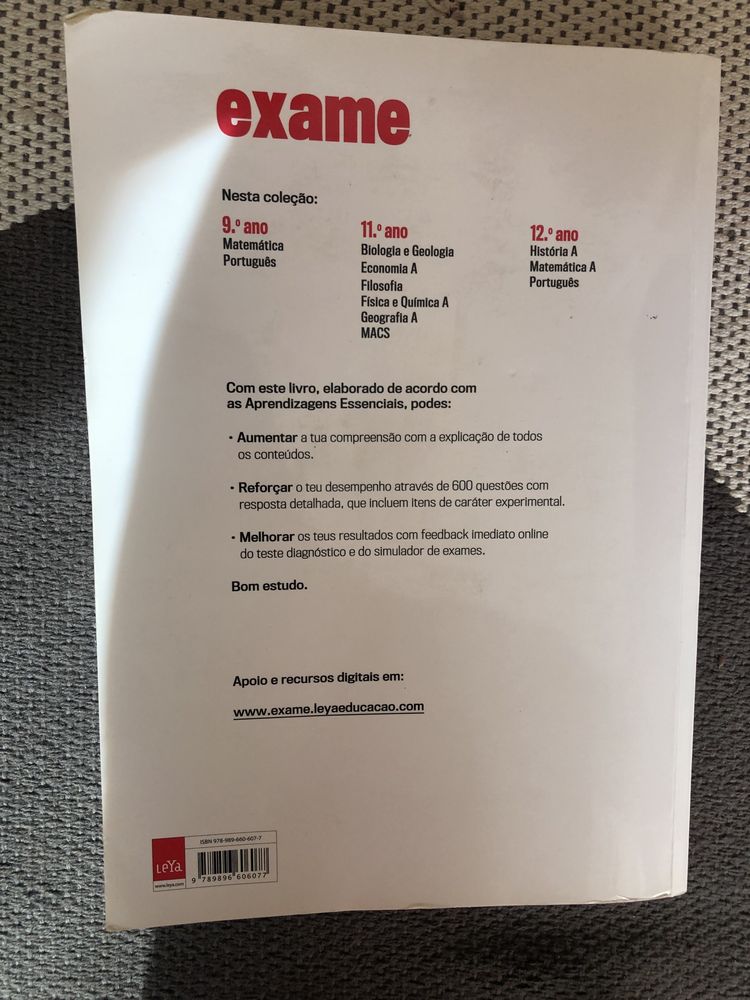 exame
Nesta coleção:
9.º ano
Matemática
Português
11.º ano
Biologia e Geologia
Economia A
Filosofia
Física e Química A
Geografia A
MACS
12.º ano
História A
Matemática A
Português
Com este livro, elaborado de acordo com
as Aprendizagens Essenciais, podes:
• Aumentar a tua compreensão com a explicação de todos
os conteúdos.
• Reforçar o teu desempenho através de 600 questões com
resposta detalhada, que incluem itens de caráter experimental.
• Melhorar os teus resultados com feedback imediato online
do teste diagnóstico e do simulador de exames.
Bom estudo.
Apoio e recursos digitais em:
www.exame.leyaeducacao.com
ISBN 978-989-660-607-7
LeYa
www.leya.com
9 789896 606077